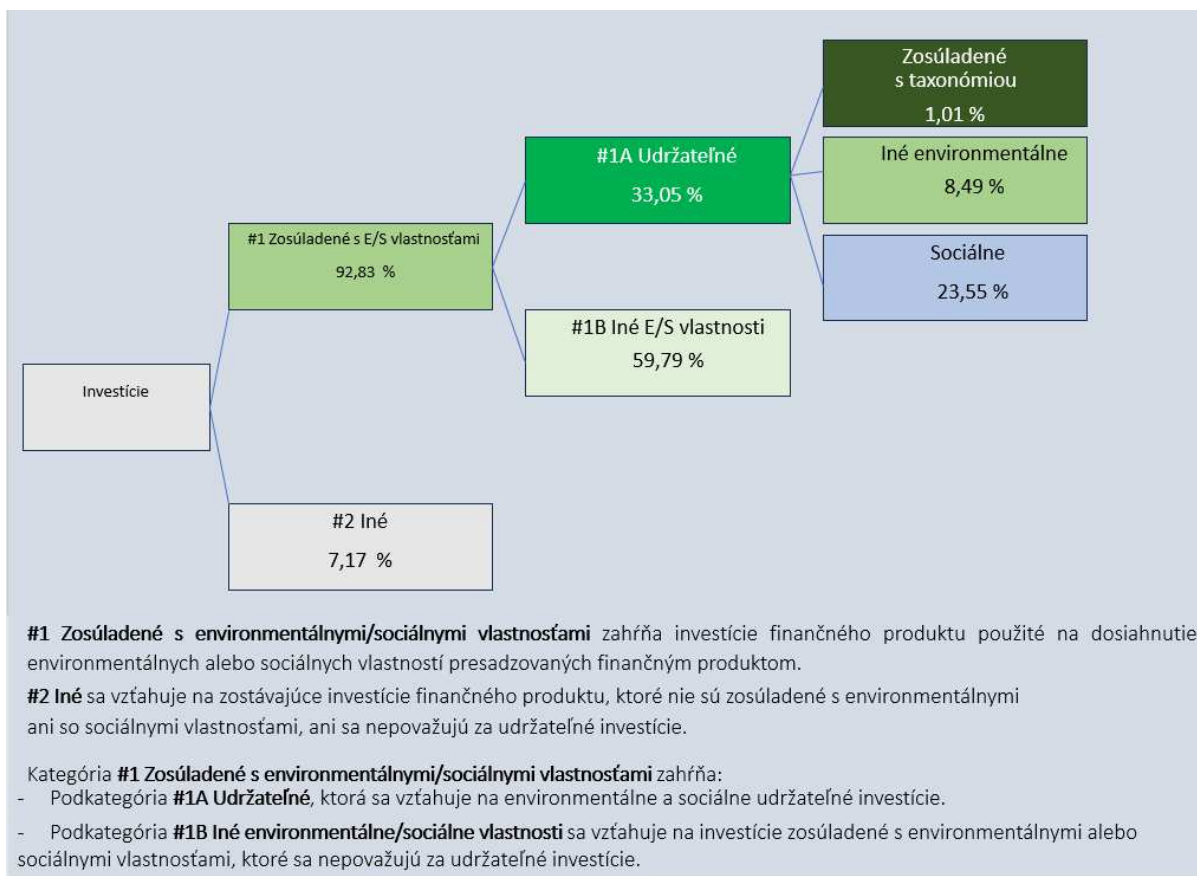 Zosúladené
s taxonómiou
1,01 %
#1A Udržateľné
33,05 %
Iné environmentálne
8,49 %
#1 Zosúladené s E/S vlastnosťami
92,83 %
Sociálne
23,55 %
#1B Iné E/S vlastnosti
59,79 %
Investície
#2 Iné
7,17 %
#1 Zosúladené s environmentálnymi/sociálnymi vlastnosťami zahŕňa investície finančného produktu použité na dosiahnutie
environmentálnych alebo sociálnych vlastností presadzovaných finančným produktom.
#2 Iné sa vzťahuje na zostávajúce investície finančného produktu, ktoré nie sú zosúladené s environmentálnymi
ani so sociálnymi vlastnosťami, ani sa nepovažujú za udržateľné investície.
Kategória #1 Zosúladené s environmentálnymi/sociálnymi vlastnosťami zahŕňa:
- Podkategória #1A Udržateľné, ktorá sa vzťahuje na environmentálne a sociálne udržateľné investície.
- Podkategória #1B Iné environmentálne/sociálne vlastnosti sa vzťahuje na investície zosúladené s environmentálnymi alebo
sociálnymi vlastnosťami, ktoré sa nepovažujú za udržateľné investície.